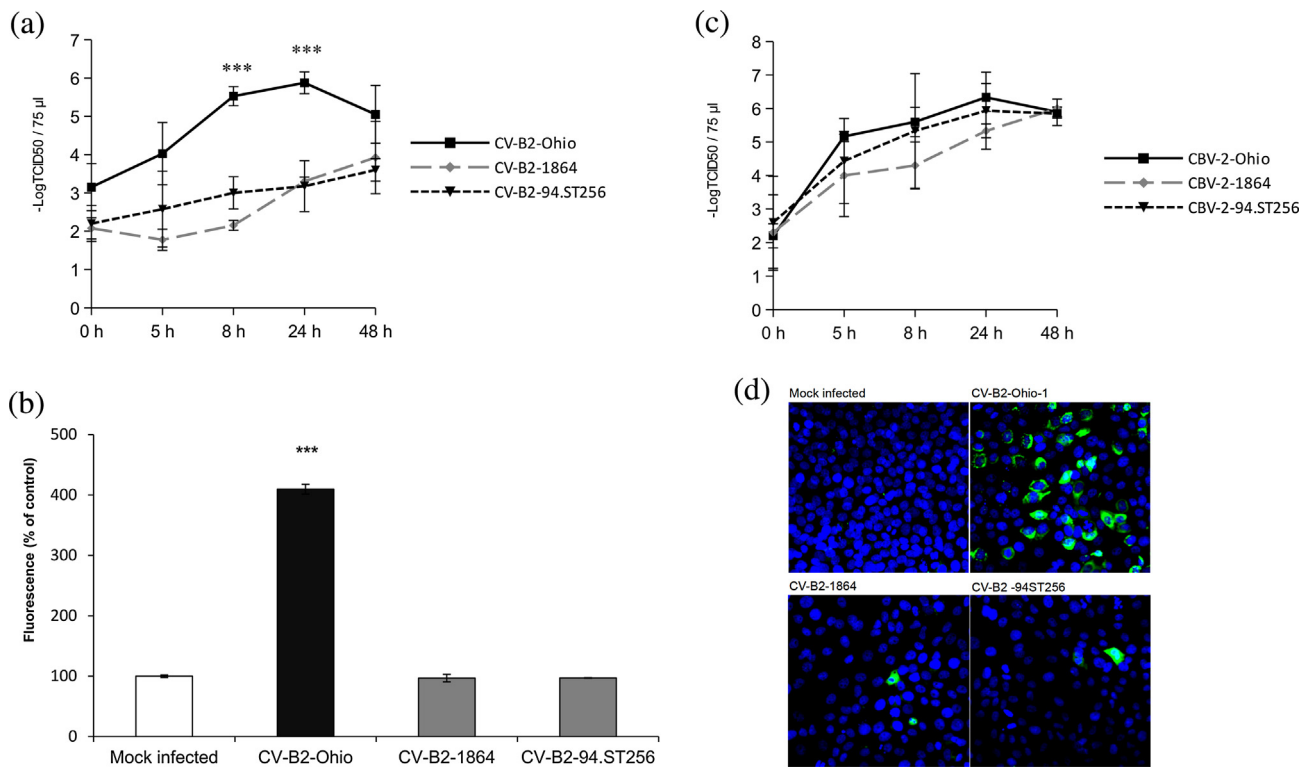 (a)
7
6
5
4
3
2
1
0
-LogTCID50 / 75 µl
***
***
0 h 5 h 8 h 24 h 48 h
CV-B2-Ohio
CV-B2-1864
CV-B2-94.ST256
(c)
8
7
6
5
4
3
2
1
0
-LogTCID50 / 75 µl
0 h 5 h 8 h 24 h 48 h
CBV-2-Ohio
CBV-2-1864
CBV-2-94.ST256
(b)
500
400
300
200
100
0
Fluorescence (% of control)
***
Mock infected CV-B2-Ohio CV-B2-1864 CV-B2-94.ST256
(d)
Mock infected CV-B2-Ohio-1
CV-B2-1864 CV-B2 -94ST256